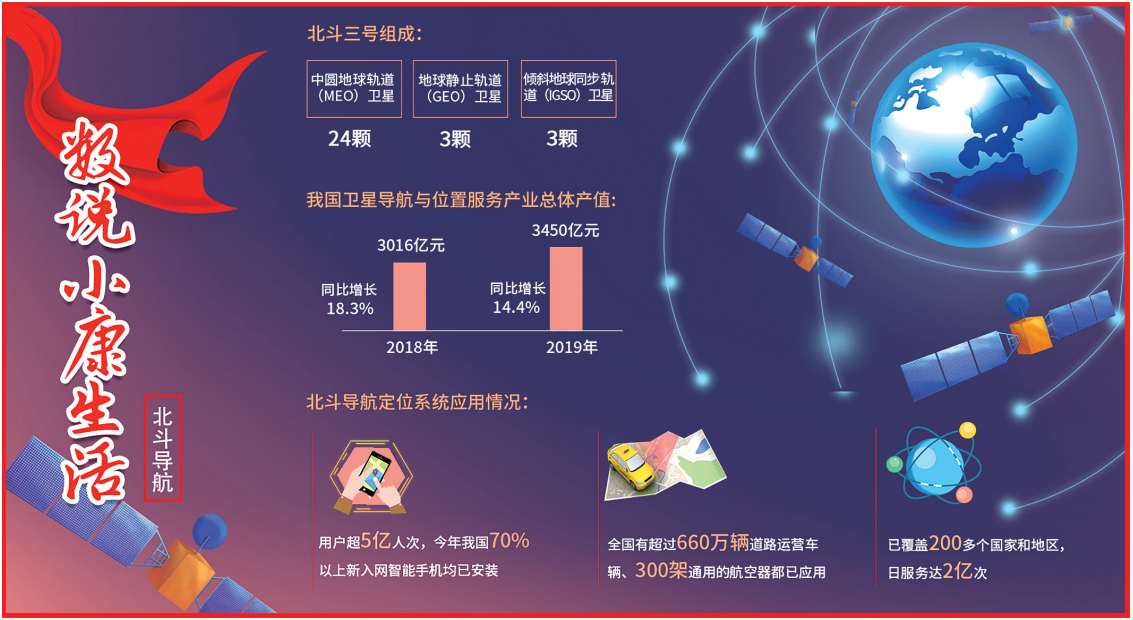 数说小康生活
北斗导航
北斗三号组成：
中圆地球轨道
（MEO）卫星
24颗
地球静止轨道
（GEO）卫星
3颗
倾斜地球同步轨
道（IGSO）卫星
3颗
我国卫星导航与位置服务产业总体产值：
3016亿元
同比增长
18.3%
2018年
3450亿元
同比增长
14.4%
2019年
北斗导航定位系统应用情况：
用户超5亿人次，今年我国70%
以上新入网智能手机均已安装
全国有超过660万辆道路运营车
辆、300架通用的航空器都已应用
已覆盖200多个国家和地区，
日服务达2亿次